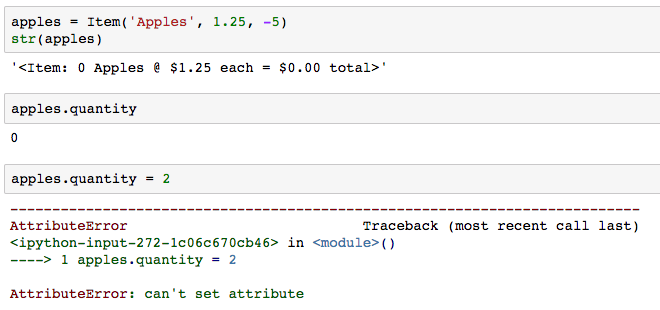 apples = Item('Apples', 1.25, -5)
str(apples)
'<Item: 0 Apples @ $1.25 each = $0.00 total>'
apples.quantity
0
apples.quantity = 2
---------------------------------------------------------------------------
AttributeError                            Traceback (most recent call last)
<ipython-input-272-1c06c670cb46> in <module>()
----> 1 apples.quantity = 2

AttributeError: can't set attribute